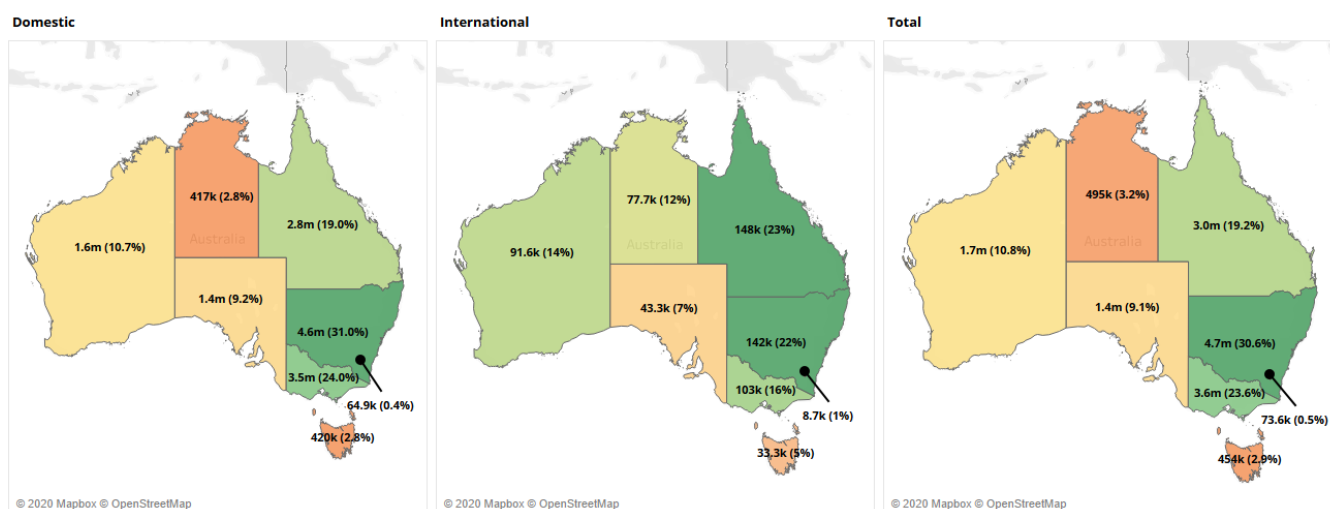 Domestic
International
Total
417k (2.8%)
2.8m (19.0%)
1.6m (10.7%)
Australia
1.4m (9.2%)
4.6m (31.0%)
3.5m (24.0%)
64.9k (0.4%)
420k (2.8%)
© 2020 Mapbox © OpenStreetMap
77.7k (12%)
148k (23%)
91.6k (14%)
Australia
43.3k (7%)
142k (22%)
103k (16%)
8.7k (1%)
33.3k (5%)
© 2020 Mapbox © OpenStreetMap
495k (3.2%)
3.0m (19.2%)
1.7m (10.8%)
Australia
1.4m (9.1%)
4.7m (30.6%)
3.6m (23.6%)
73.6k (0.5%)
454k (2.9%)
© 2020 Mapbox © OpenStreetMap